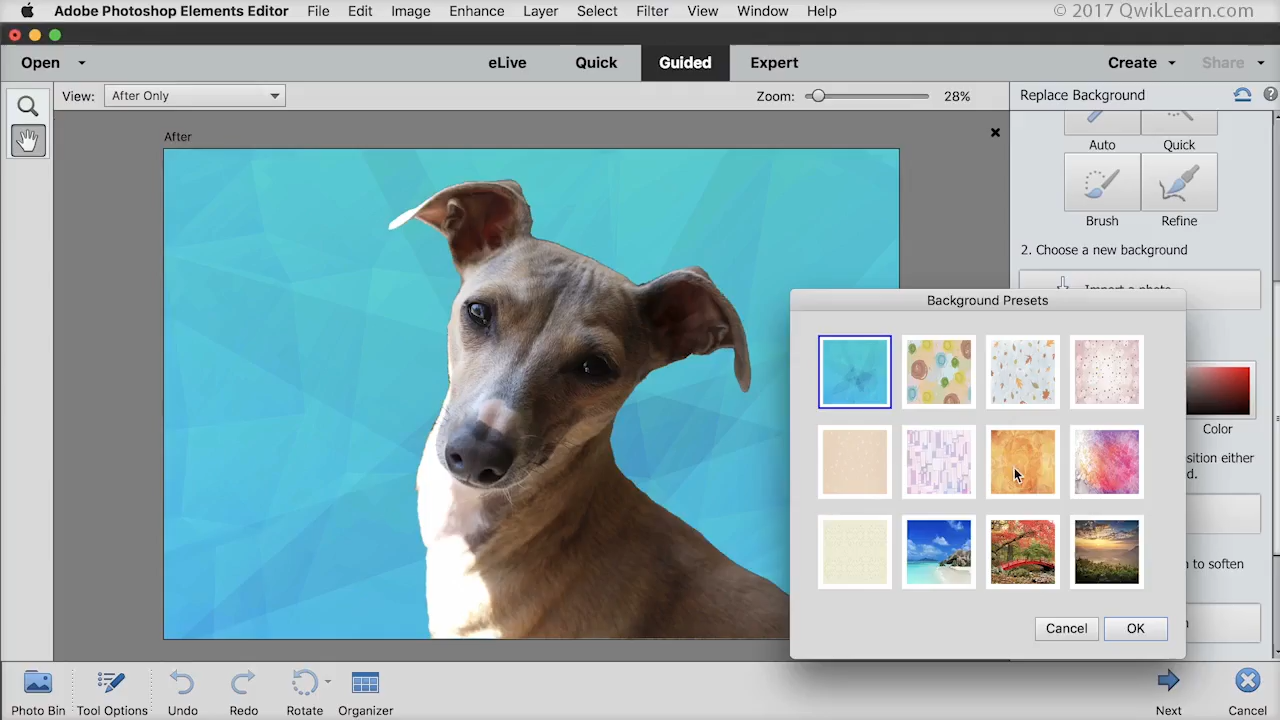 Adobe Photoshop Elements Editor File Edit Image Enhance Layer Select Filter View Window Help
© 2017 QwikLearn.com
Open eLive Quick Guided Expert Create Share
View: After Only Zoom: 28% Replace Background
After
Auto Quick
Brush Refine
2. Choose a new background
Import a photo
Background Presets
Color
sition either
d.
n to soften
Cancel OK
Photo Bin Tool Options Undo Redo Rotate Organizer Next Cancel